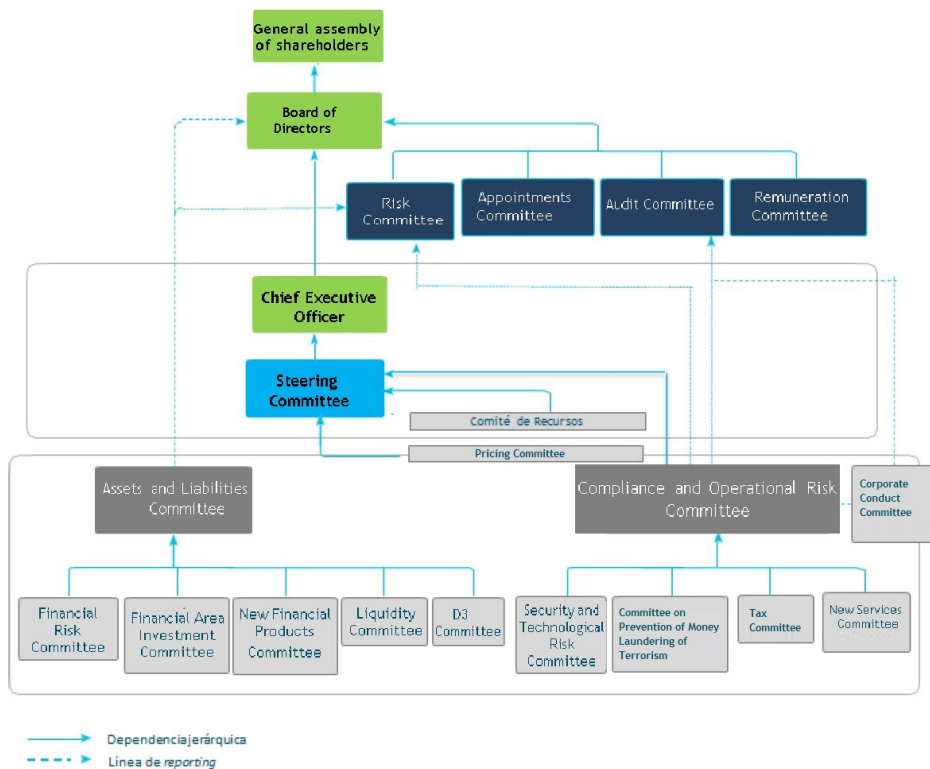 General assembly
of shareholders
Board of
Directors
Risk
Committee
Appointments
Committee
Audit Committee
Remuneration
Committee
Chief Executive
Officer
Steering
Committee
Comité de Recursos
Pricing Committee
Assets and Liabilities
Committee
Compliance and Operational Risk
Committee
Corporate
Conduct
Committee
Financial
Risk
Committee
Financial Area
Investment
Committee
New Financial
Products
Committee
Liquidity
Committee
D3
Committee
Security and
Technological
Risk
Committee
Committee on
Prevention of Money
Laundering of
Terrorism
Tax
Committee
New Services
Committee
Dependencia jerárquica
Línea de reporting